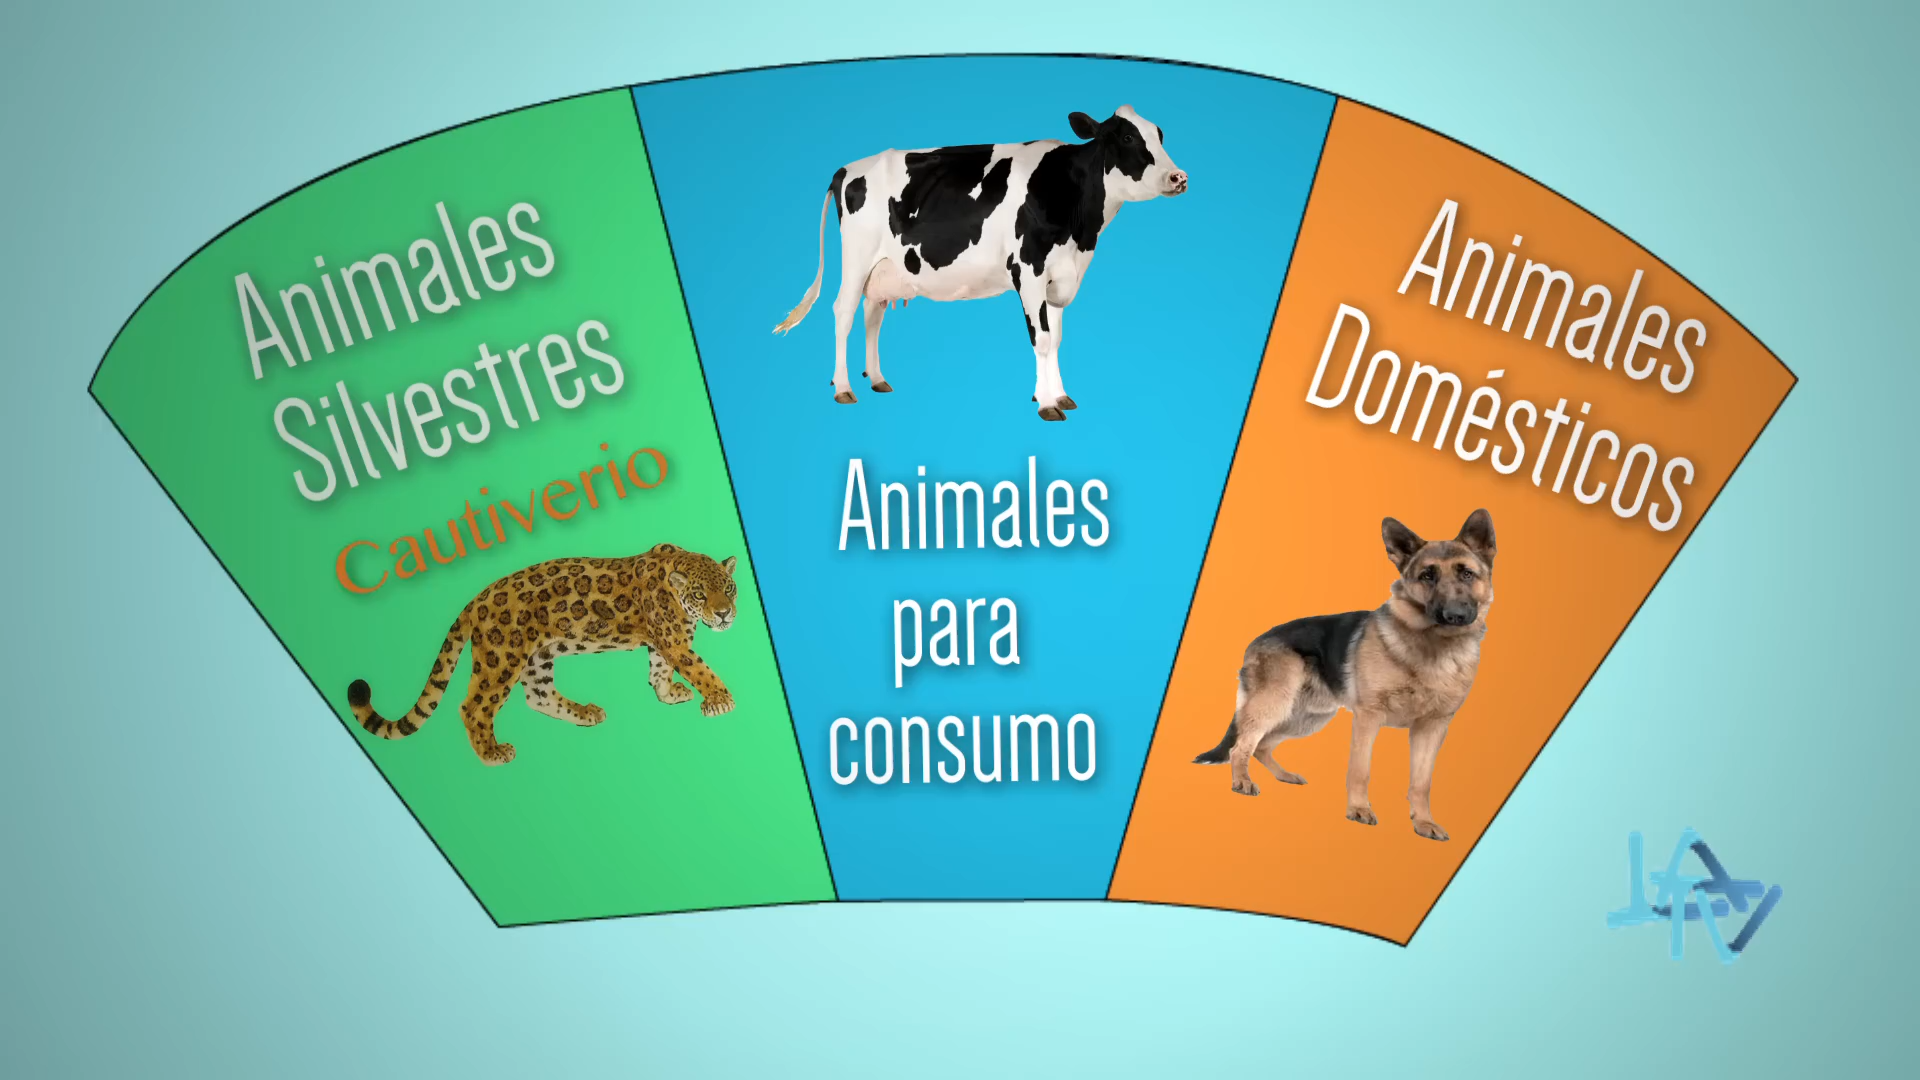 Animales
Silvestres
Cautiverio
Animales
para
consumo
Animales
Domésticos